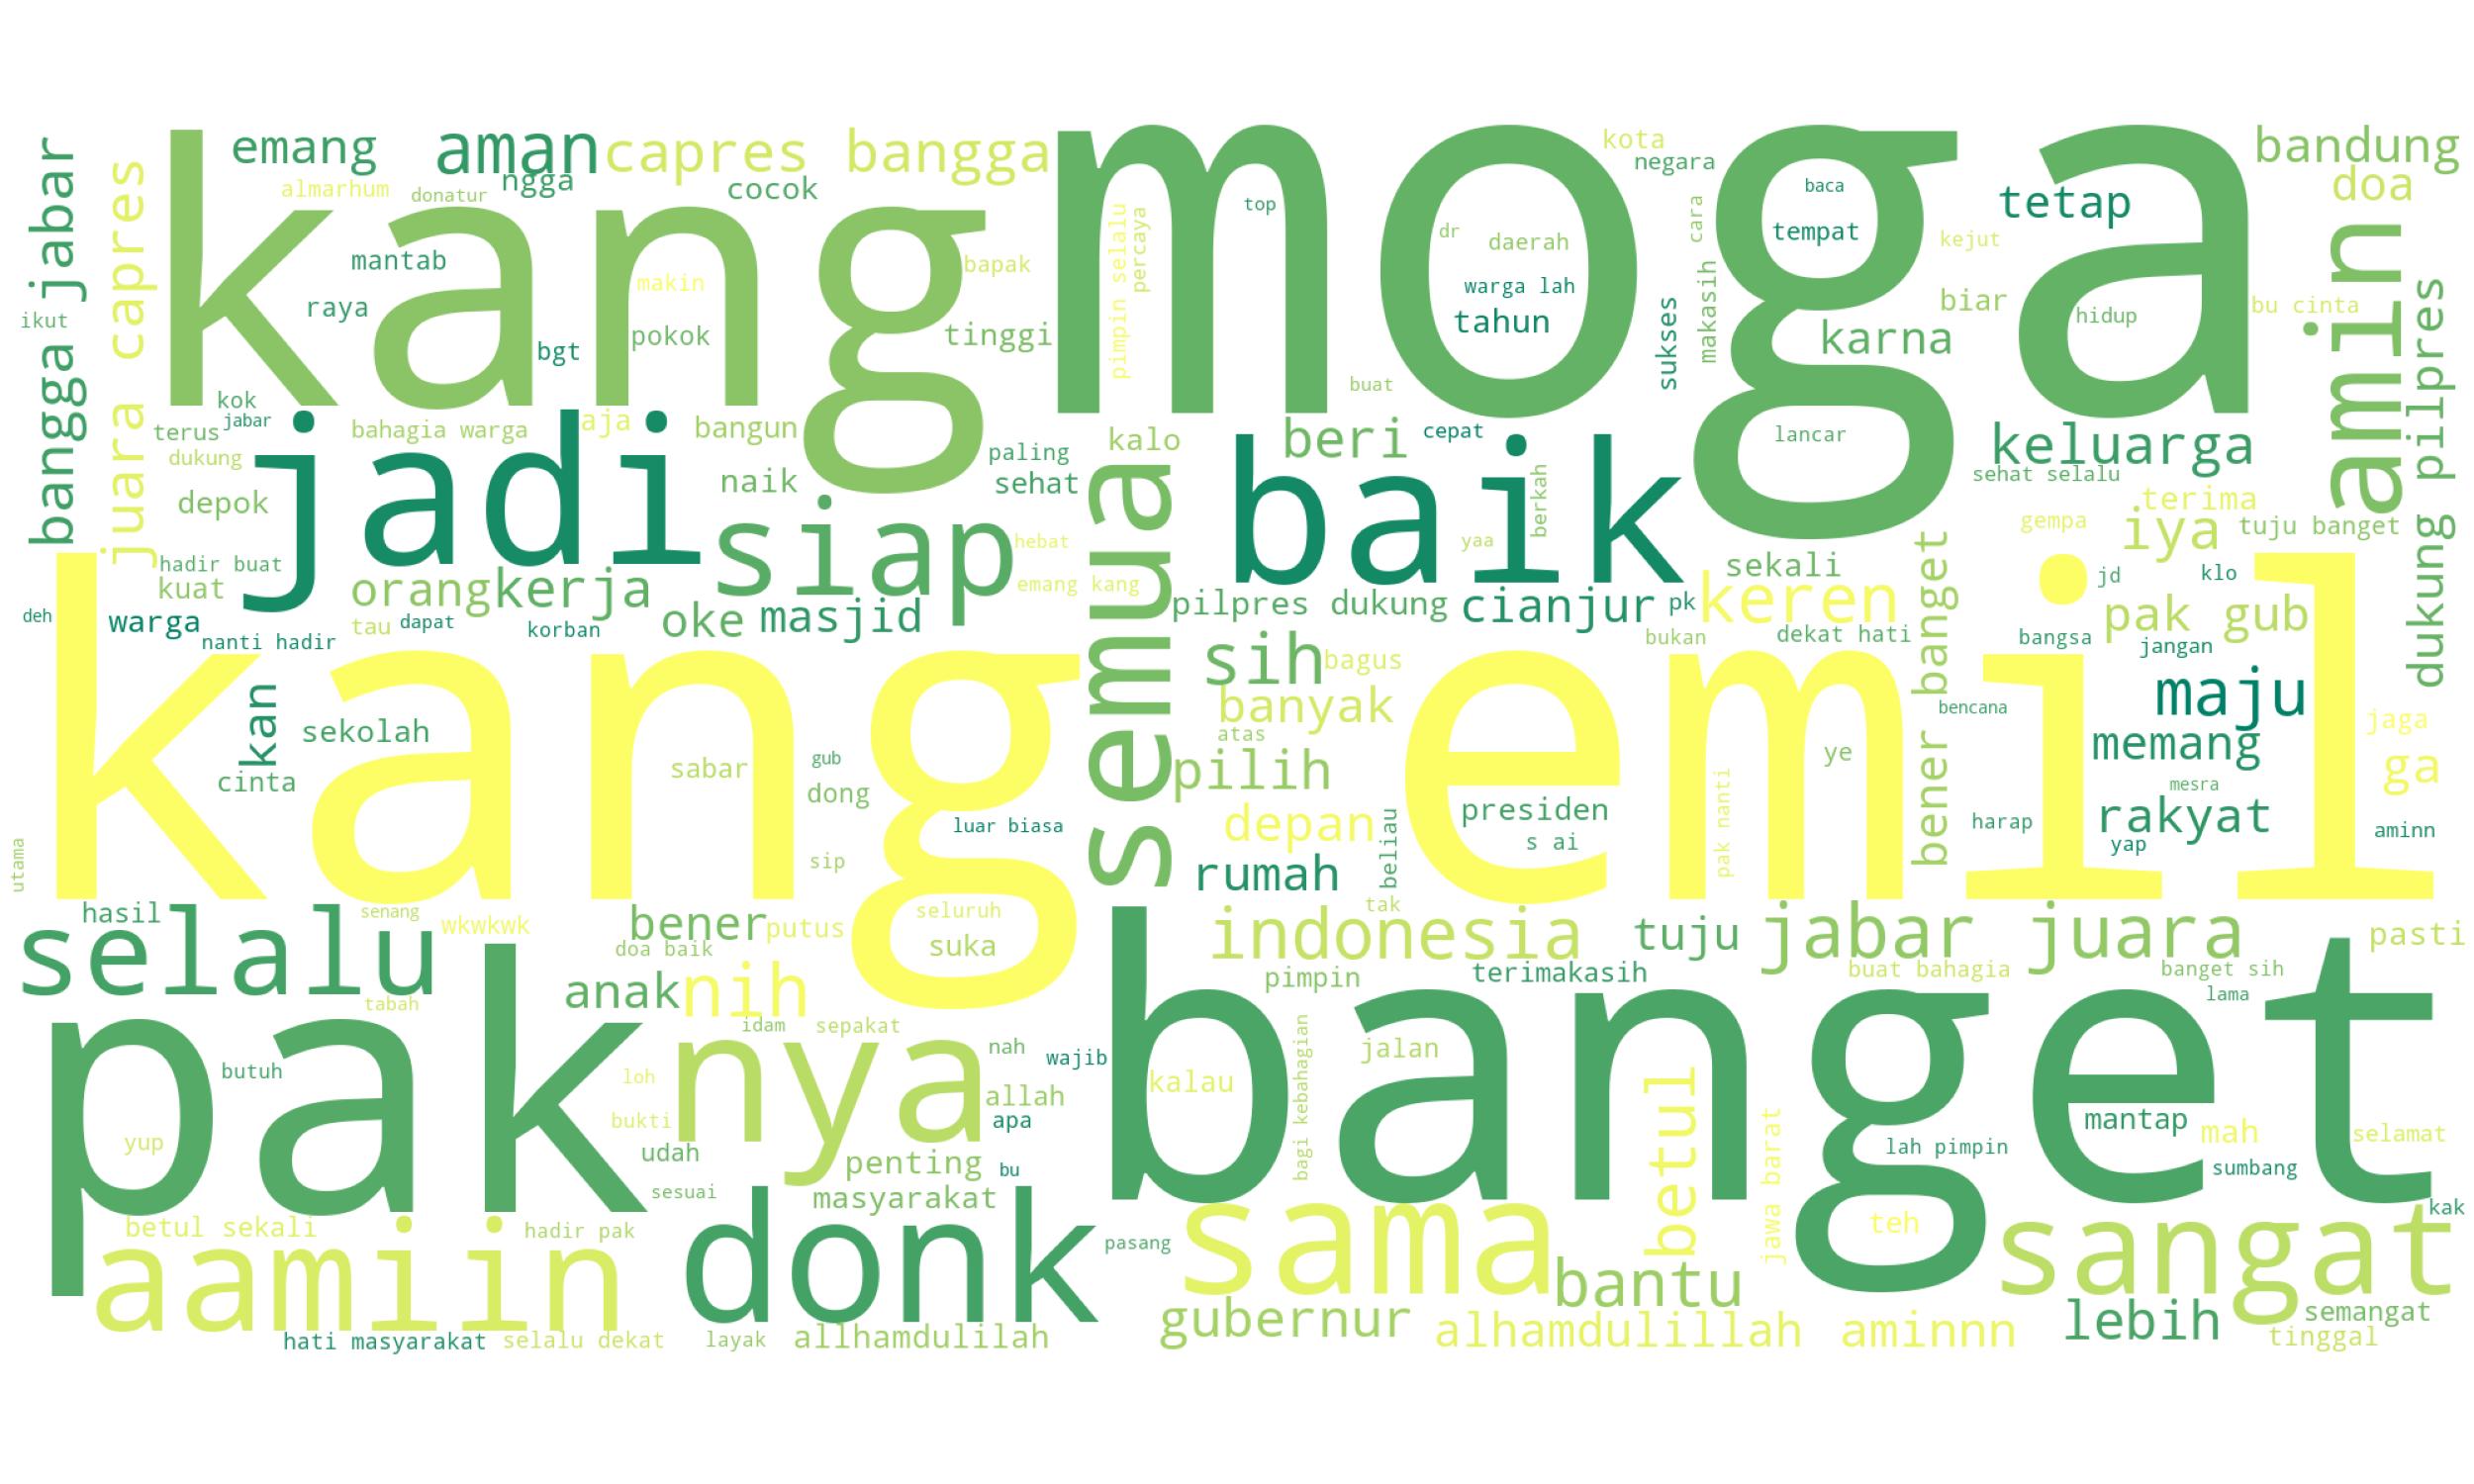 bangga jabar
juara capres
emang
aman
capres bangga
almarhum
donatur
ngga
cocok
kang
moga
mantab
raya
makin
pokok
bgt
bapak
tinggi
ikut
pimpin selalu
percaya
top
dr
daerah
warga lah
tahun
buat
kota
negara
cara
makasih
sukses
baca
tempat
lancar
karna
biar
kejut
tetap
hidup
bandung
doa
amin
bu cinta
dukung pilpres
kok
jabar
terus
dukung
depok
bahagia warga
aja
bangun
naik
paling
sehat
jadi
siap
hebat
emang kang
hadir buat
kuat
orang
kerja
oke
masjid
deh
warga
tau
dapat
korban
nanti hadir
kalo
beri
cepat
semua
baik
yaa
berkah
keluarga
sehat selalu
terima
gempa
iya
tuju banget
sekali
keren
jd
klo
pak gub
pilpres dukung
cianjur
pk
bukan
dekat hati
bangsa
jangan
bener banget
sih
bagus
banyak
atas
pilih
depan
presiden
s ai
rumah
beliau
tak
pak nanti
ye
bencana
harap
maju
memang
mesra
rakyat
yap
jaga
ga
aminn
kang
emil
kan
sekolah
cinta
sabar
gub
dong
luar biasa
sip
utama
hasil
selalu
senang
wkwkwk
tabah
bener
putus
doa baik
seluruh
suka
anak
nih
indonesia
tuju
jabar juara
pasti
pimpin
terimakasih
buat bahagia
banget sih
lama
pak
banget
idam
sepakat
nya
nah
wajib
butuh
loh
allah
bukti
apa
yup
udah
penting
bu
sesuai
masyarakat
bagi kebahagian
jalan
kalau
betul
jawa barat
lah pimpin
teh
mantap
mah
selamat
sumbang
kak
betul sekali
hadir pak
aamiin
donk
pasang
sama
bantu
sangat
hati masyarakat
selalu dekat
layak
allhamdulilah
gubernur
alhamdulillah
aminnn
lebih
semangat
tinggal